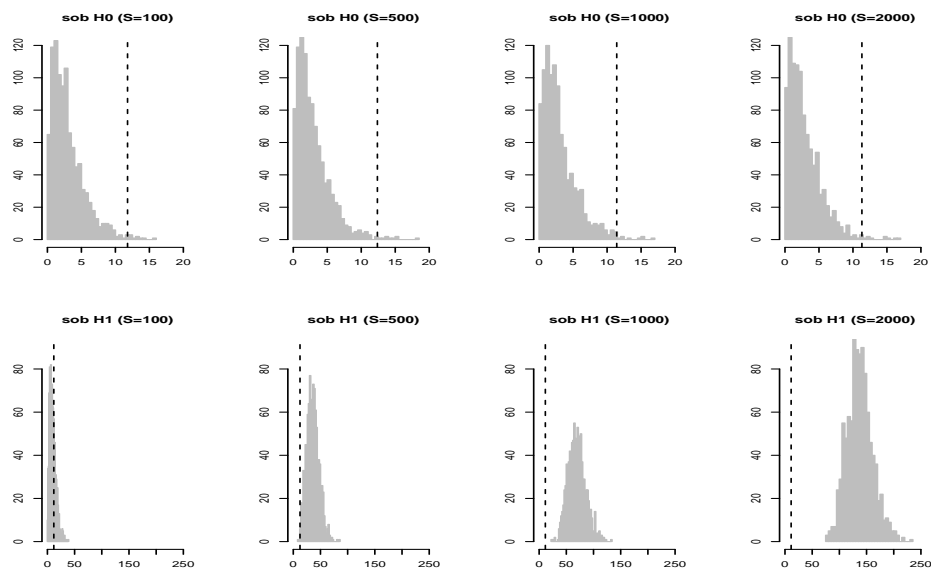 sob H0 (S=100)
0 20 40 60 80 100 120
0 5 10 15 20
sob H0 (S=500)
0 20 40 60 80 100 120
0 5 10 15 20
sob H0 (S=1000)
0 20 40 60 80 100 120
0 5 10 15 20
sob H0 (S=2000)
0 20 40 60 80 100 120
0 5 10 15 20
sob H1 (S=100)
0 20 40 60 80
0 50 150 250
sob H1 (S=500)
0 20 40 60 80
0 50 150 250
sob H1 (S=1000)
0 20 40 60 80
0 50 150 250
sob H1 (S=2000)
0 20 40 60 80
0 50 150 250